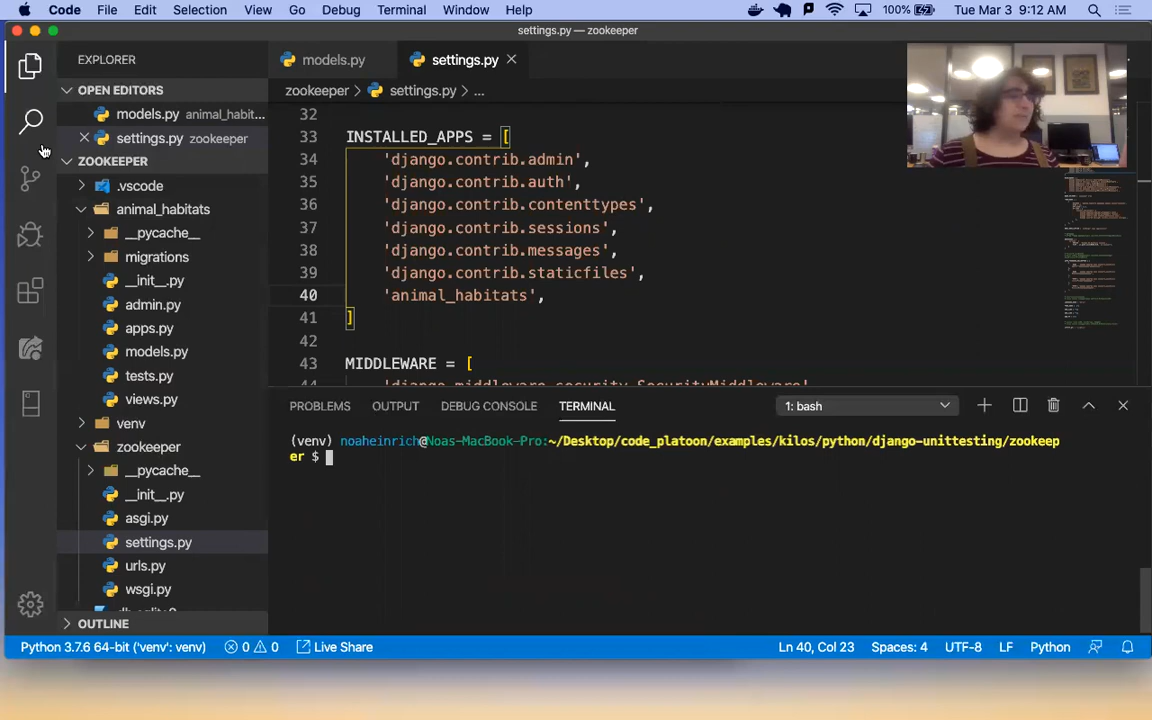 Code File Edit Selection View Go Debug Terminal Window Help 100% Tue Mar 3 9:12 AM
settings.py — zookeeper
EXPLORER
models.py
settings.py
OPEN EDITORS
models.py animal_habit...
settings.py zookeeper
ZOOKEEPER
.vscode
animal_habitats
__pycache__
migrations
__init__.py
admin.py
apps.py
models.py
tests.py
views.py
venv
zookeeper
__pycache__
__init__.py
asgi.py
settings.py
urls.py
wsgi.py
db.sqlite3
OUTLINE
zookeeper > settings.py > ...
32
33 INSTALLED_APPS = [
34 'django.contrib.admin',
35 'django.contrib.auth',
36 'django.contrib.contenttypes',
37 'django.contrib.sessions',
38 'django.contrib.messages',
39 'django.contrib.staticfiles',
40 'animal_habitats',
41 ]
42
43 MIDDLEWARE = [
44 'django.middleware.security.SecurityMiddleware'
PROBLEMS OUTPUT DEBUG CONSOLE TERMINAL 1: bash
(venv) noaheinrich@Noas-MacBook-Pro:~/Desktop/code_platoon/examples/kilos/python/django-unittesting/zookeep
er $
Python 3.7.6 64-bit ('venv': venv) 0 0 Live Share Ln 40, Col 23 Spaces: 4 UTF-8 LF Python